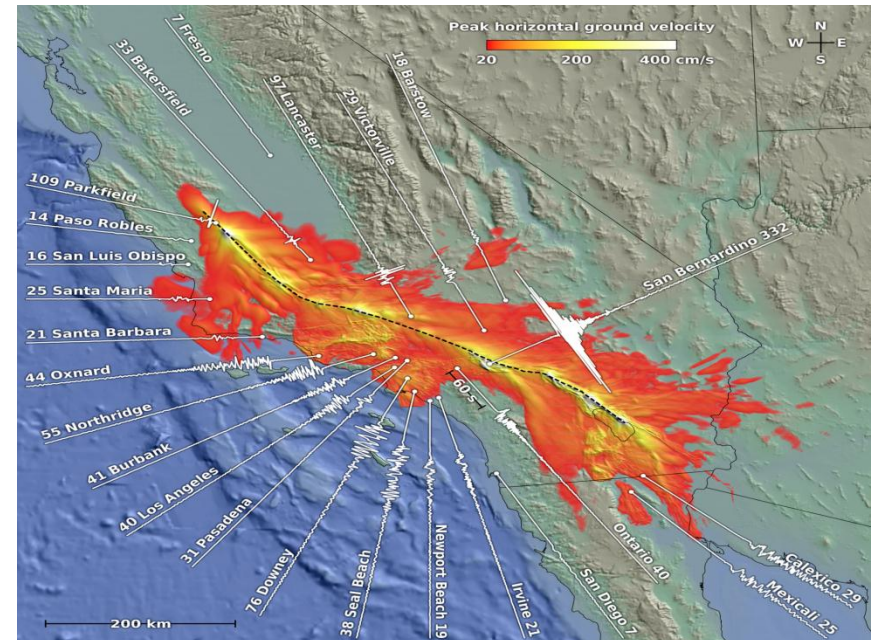 Peak horizontal ground velocity
20 200 400 cm/s
N
W E
S
7 Fresno
33 Bakersfield
97 Lancaster
29 Victorville
18 Barstow
109 Parkfield
14 Paso Robles
16 San Luis Obispo
25 Santa Maria
21 Santa Barbara
44 Oxnard
55 Northridge
41 Burbank
40 Los Angeles
31 Pasadena
76 Downey
38 Seal Beach
Newport Beach 19
Irvine 21
San Diego 7
Ontario 40
Mexicali 25
Calexico 29
San Bernardino 332
60 s
200 km